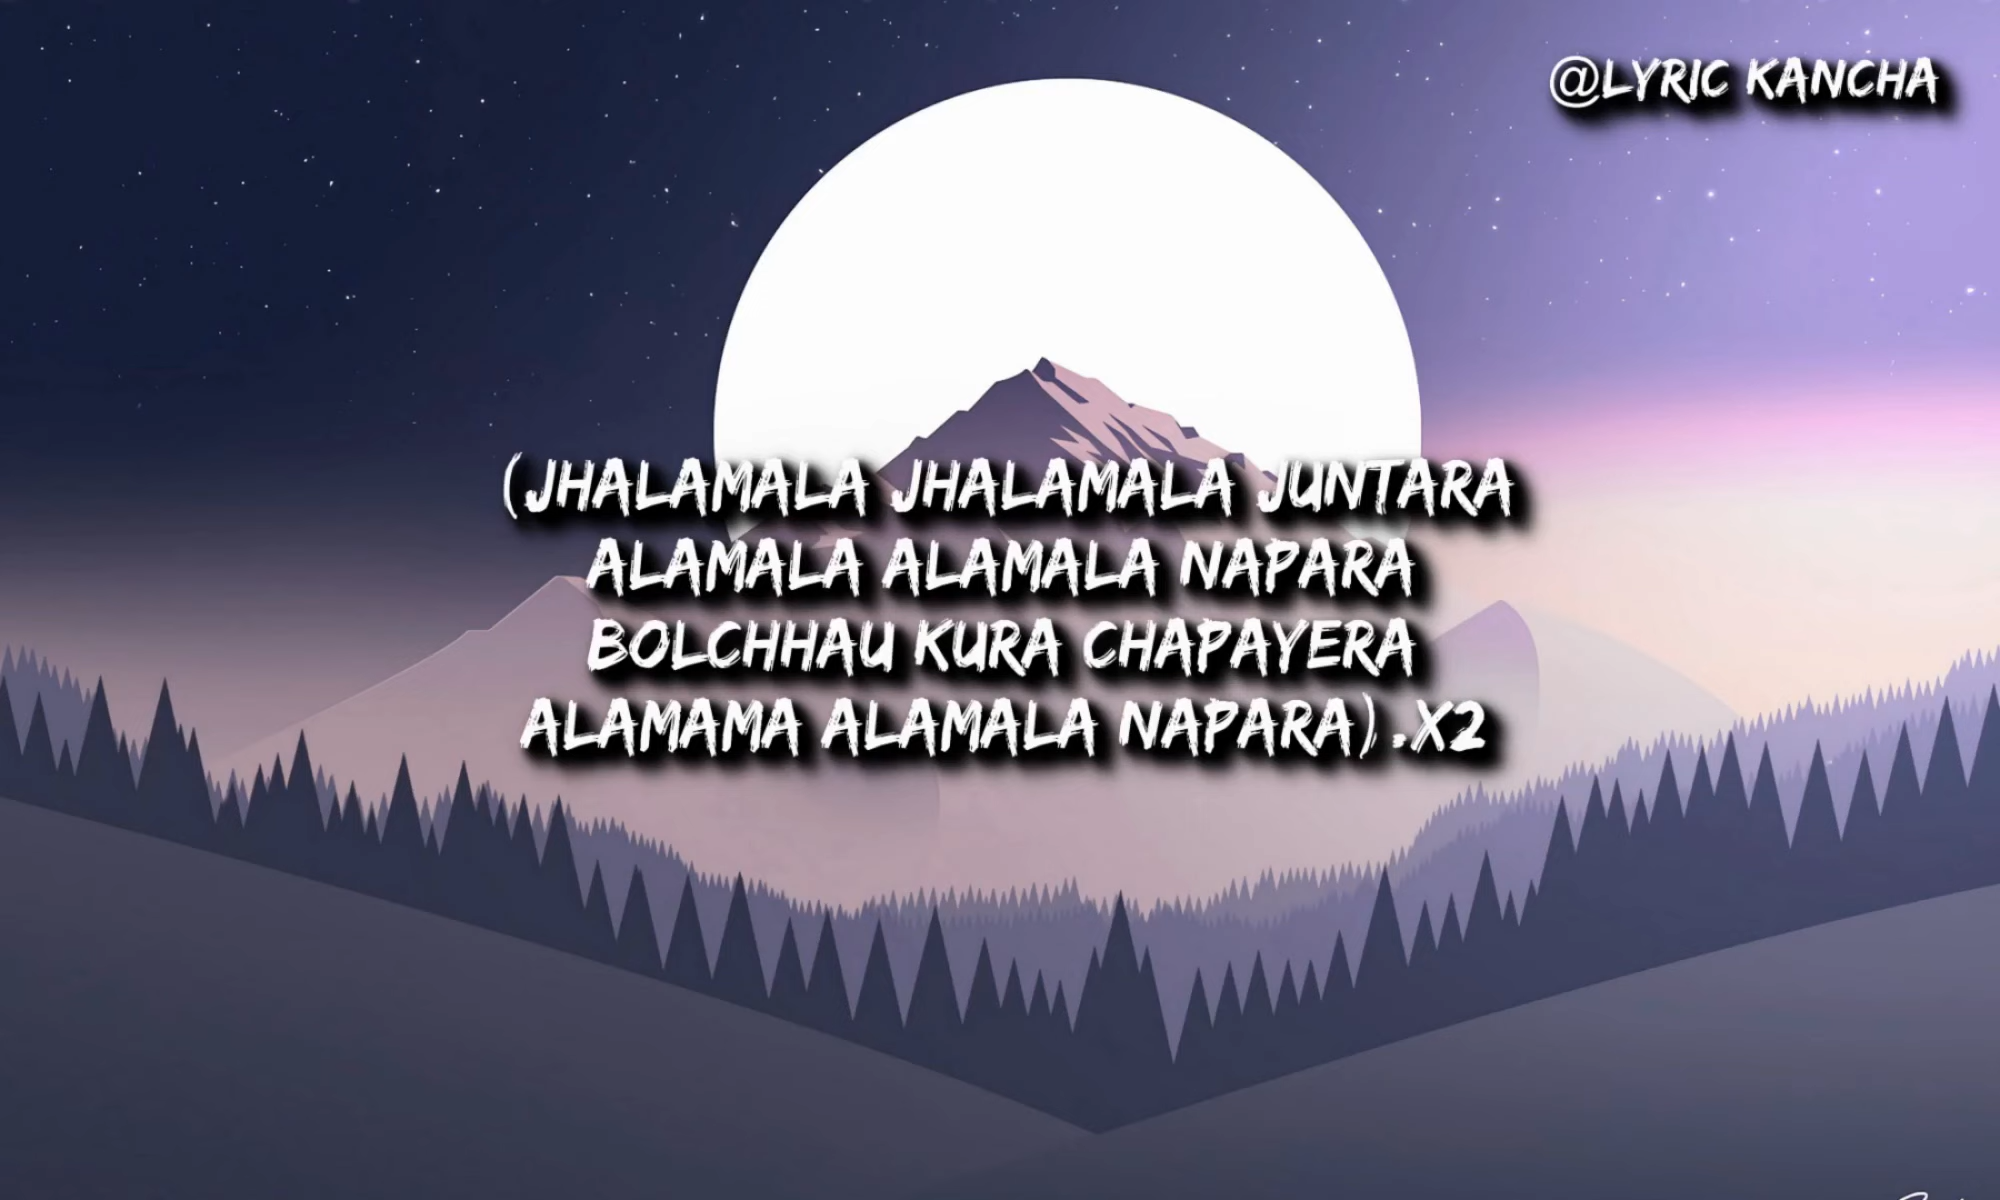 @LYRIC KANCHA
(JHALAMALA JHALAMALA JUNTARA
ALAMALA ALAMALA NAPARA
BOLCHHAU KURA CHAPAYERA
ALAMAMA ALAMALA NAPARA).X2